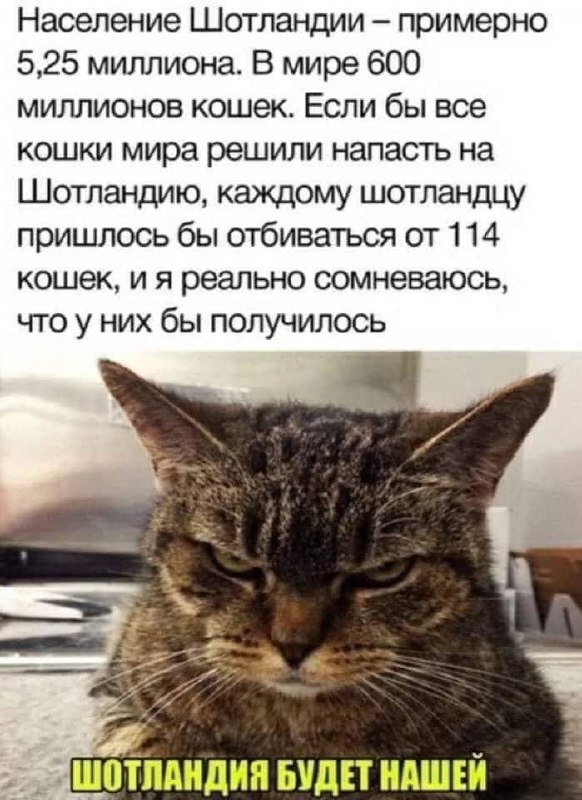 Население Шотландии – примерно
5,25 миллиона. В мире 600
миллионов кошек. Если бы все
кошки мира решили напасть на
Шотландию, каждому шотландцу
пришлось бы отбиваться от 114
кошек, и я реально сомневаюсь,
что у них бы получилось
ШОТЛАНДИЯ БУДЕТ НАШЕЙ